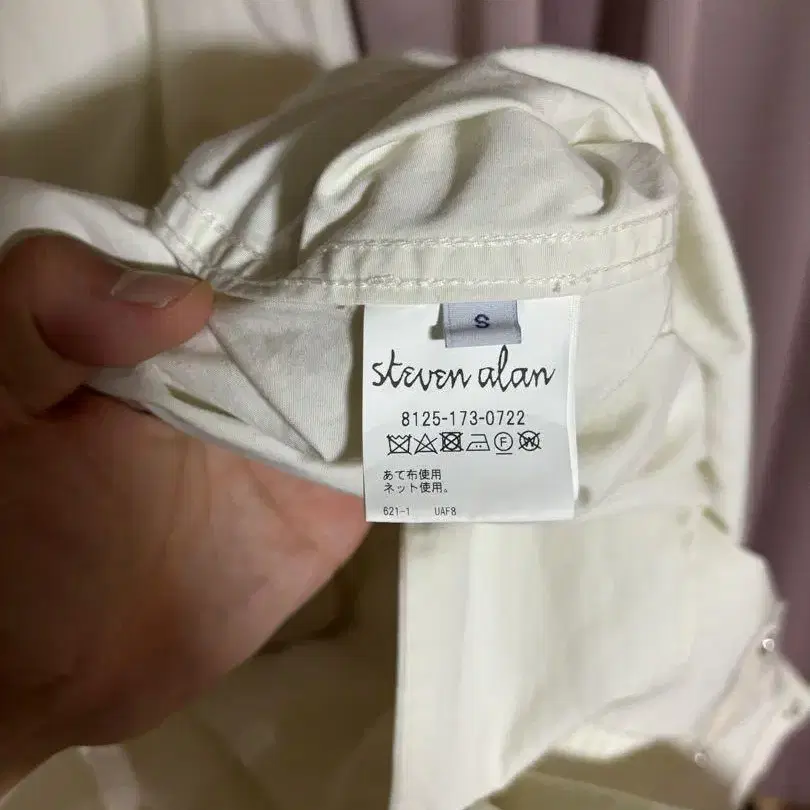 S
steven alan
8125-173-0722
あて布使用
ネット使用。
621-1 UAF8